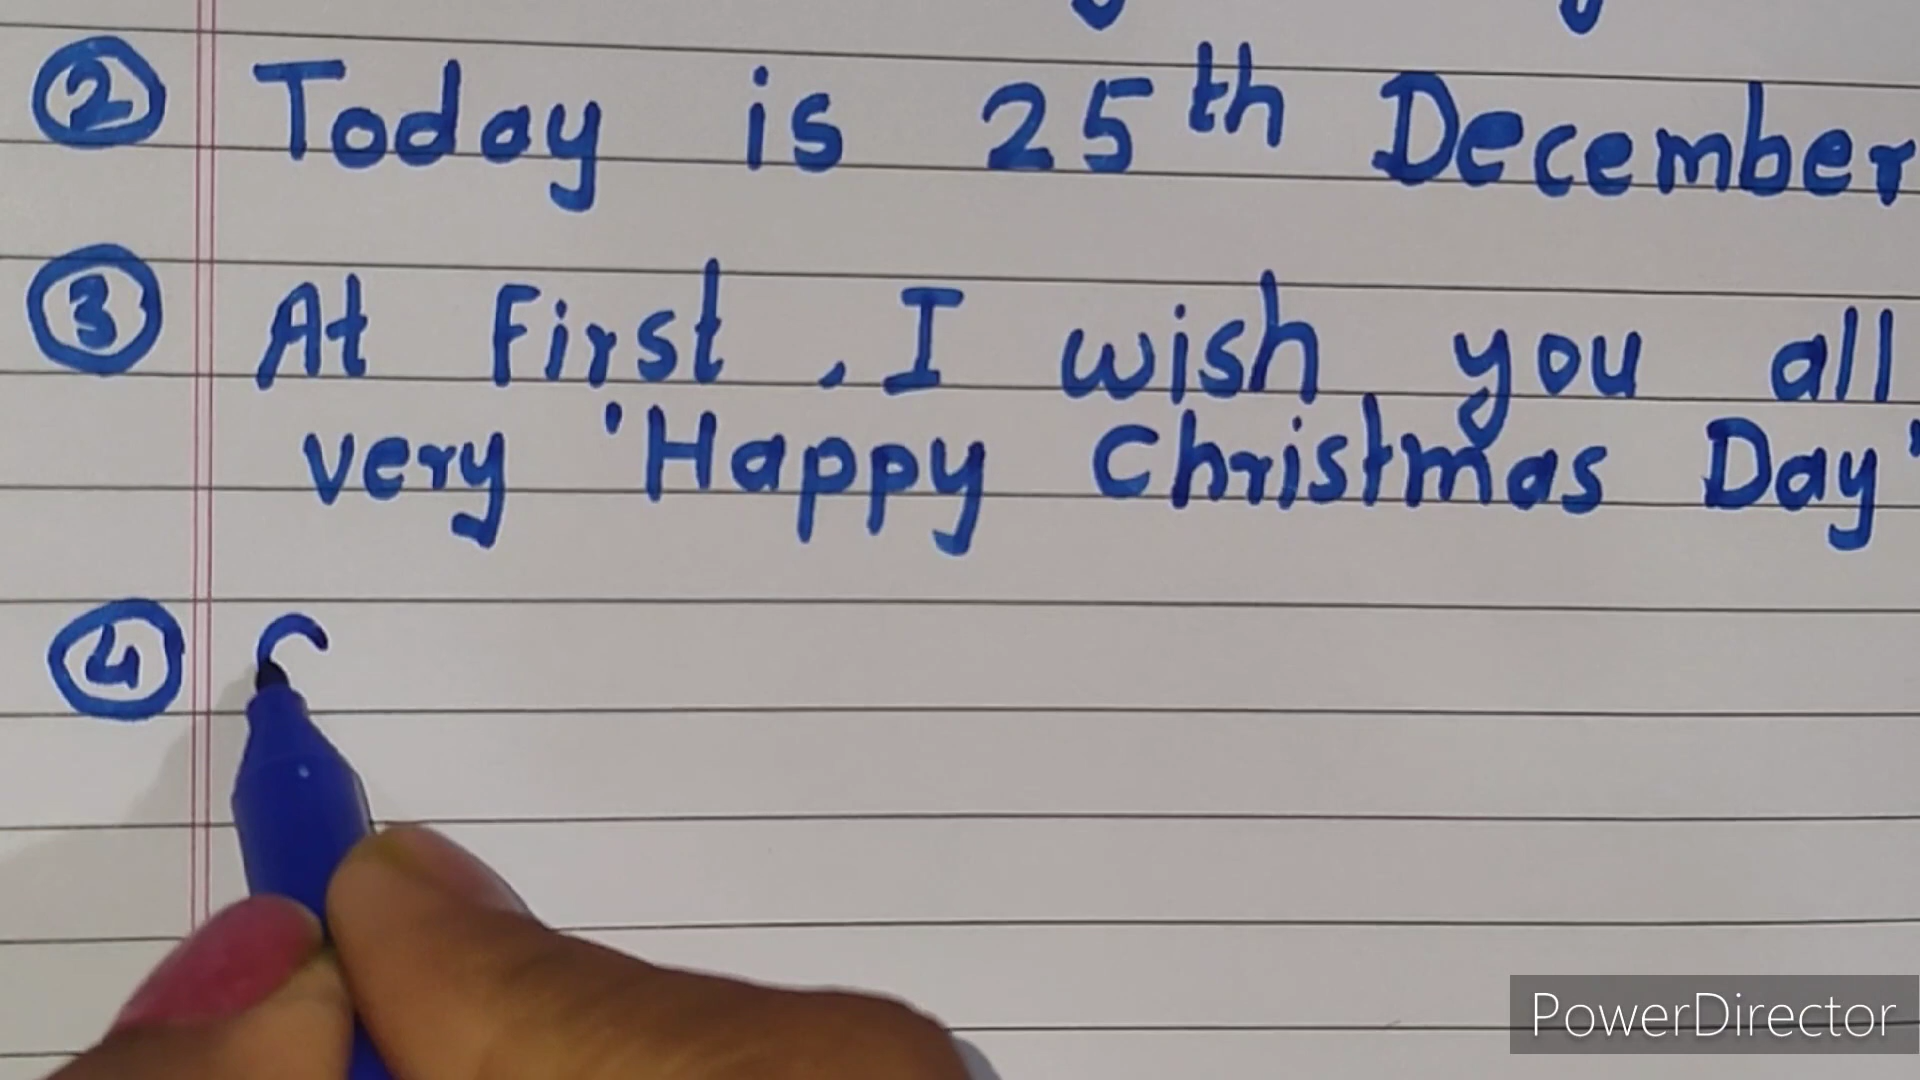 ② Today is 25th December
③ At First, I wish you all
very 'Happy Christmas Day'
④
PowerDirector